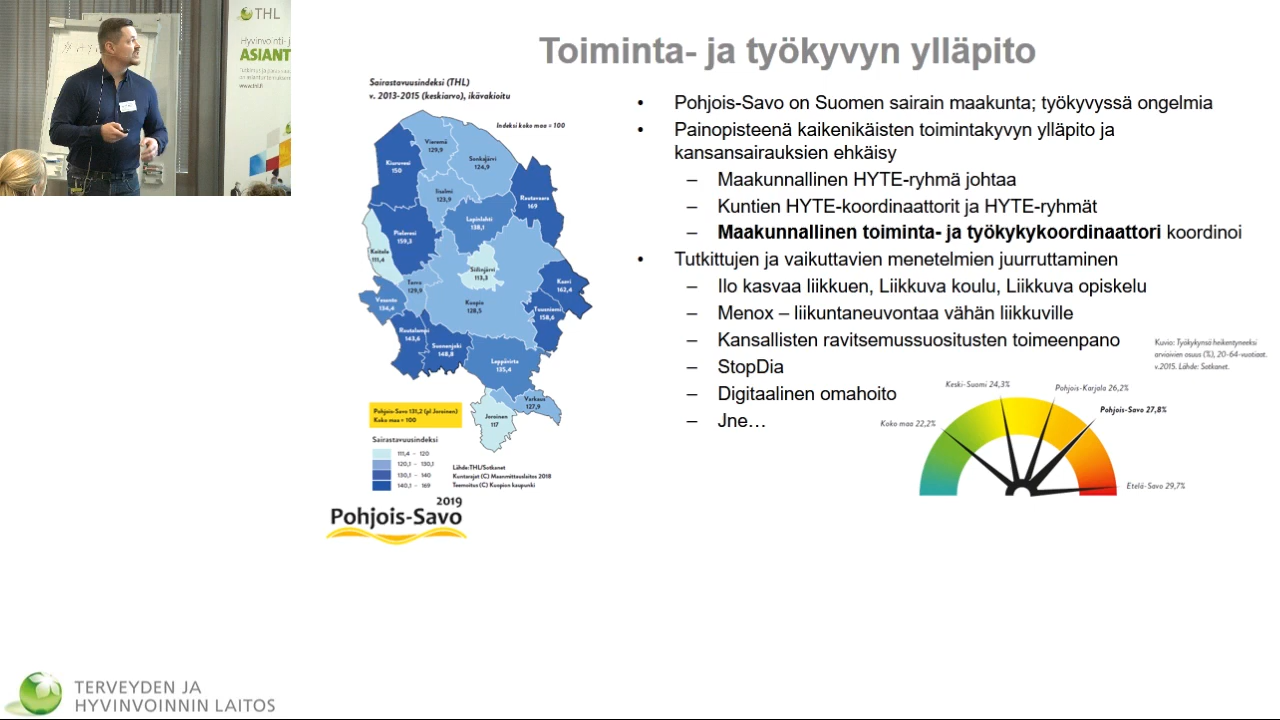 THL
Hyvinvointi- j
ASIANT
www.thl.fi
Toiminta- ja työkyvyn ylläpito
Sairastavuusindeksi (THL)
v. 2013-2015 (keskiarvo), ikävakioitu
Indeksi koko maa = 100
Vieremä
129,9
Kiuruvesi
150
Sonkajärvi
124,9
Iisalmi
Rautavaara
169
Lapinlahti
138,1
Pielavesi
159,3
Keitele
111,4
Siilinjärvi
113,3
Tervo
129,9
Kaavi
162,4
Vesanto
Kuopio
128,5
Tuusniemi
158,6
Rautalampi
143,6
Suonenjoki
148,8
Leppävirta
135,4
Varkaus
127,9
Joroinen
117
Pohjois-Savo 131,2 (pl Joroinen)
Koko maa = 100
Sairastavuusindeksi
111,4 - 120
120,1 - 130,1
130,1 - 140
140,1 - 169
Lähde: THL/Sotkanet
Kuntarajat (C) Maanmittauslaitos 2018
Teemoitus (C) Kuopion kaupunki
2019
Pohjois-Savo
• Pohjois-Savo on Suomen sairain maakunta; työkyvyssä ongelmia
• Painopisteenä kaikenikäisten toimintakyvyn ylläpito ja
kansansairauksien ehkäisy
– Maakunnallinen HYTE-ryhmä johtaa
– Kuntien HYTE-koordinaattorit ja HYTE-ryhmät
– Maakunnallinen toiminta- ja työkykykoordinaattori koordinoi
• Tutkittujen ja vaikuttavien menetelmien juurruttaminen
– Ilo kasvaa liikkuen, Liikkuva koulu, Liikkuva opiskelu
– Menox – liikuntaneuvontaa vähän liikkuville
– Kansallisten ravitsemussuositusten toimeenpano
– StopDia
– Digitaalinen omahoito
– Jne…
Kuvio: Työkykynsä heikentyneeksi
arvioivien osuus (%), 20-64-vuotiaat.
v.2015. Lähde: Sotkanet.
Keski-Suomi 24,3%
Pohjois-Karjala 26,2%
Pohjois-Savo 27,8%
Koko maa 22,2%
Etelä-Savo 29,7%
TERVEYDEN JA
HYVINVOINNIN LAITOS